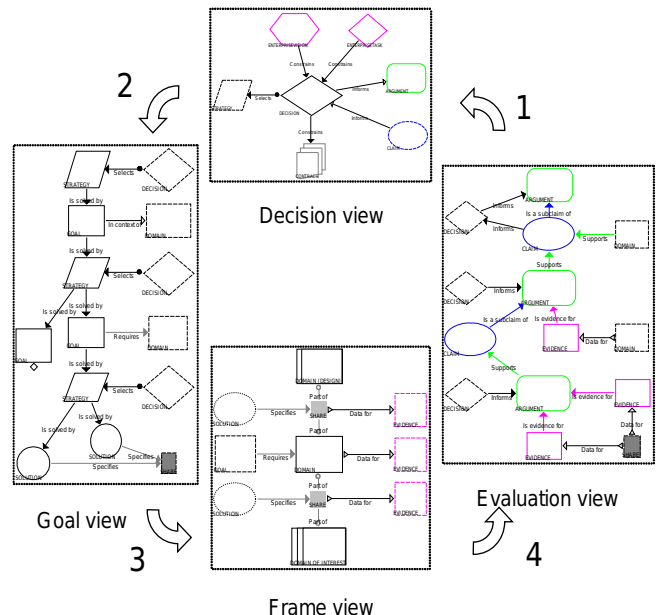 ENTERPRISEVISION
ENTERPRISETASK
Constrains
Constrains
Informs
ARGUMENT
Selects
STRATEGY
DECISION
Informs
CLAIM
Constrains
CONTRACT
Decision view
2
1
STRATEGY
Selects
DECISION
Is solved by
GOAL
In context of
DOMAIN
Is solved by
STRATEGY
Selects
DECISION
Is solved by
Is solved by
GOAL
GOAL
Requires
DOMAIN
Is solved by
STRATEGY
Selects
DECISION
Is solved by
Is solved by
SOLUTION
SOLUTION
Specifies
Specifies
SHARE
Goal view
3
DOMAIN (DESIGN)
Part of
SOLUTION
Specifies
SHARE
Data for
EVIDENCE
Part of
GOAL
Requires
DOMAIN
Data for
EVIDENCE
Part of
SOLUTION
Specifies
SHARE
Data for
EVIDENCE
Part of
DOMAIN OF INTEREST
Frame view
4
ARGUMENT
Informs
Is a subclaim of
DECISION
Informs
CLAIM
Supports
DOMAIN
Supports
DECISION
Informs
ARGUMENT
Is a subclaim of
Is evidence for
CLAIM
EVIDENCE
Data for
DOMAIN
Supports
DECISION
Informs
ARGUMENT
Is evidence for
EVIDENCE
Is evidence for
Data for
EVIDENCE
Data for
SHARE
Evaluation view